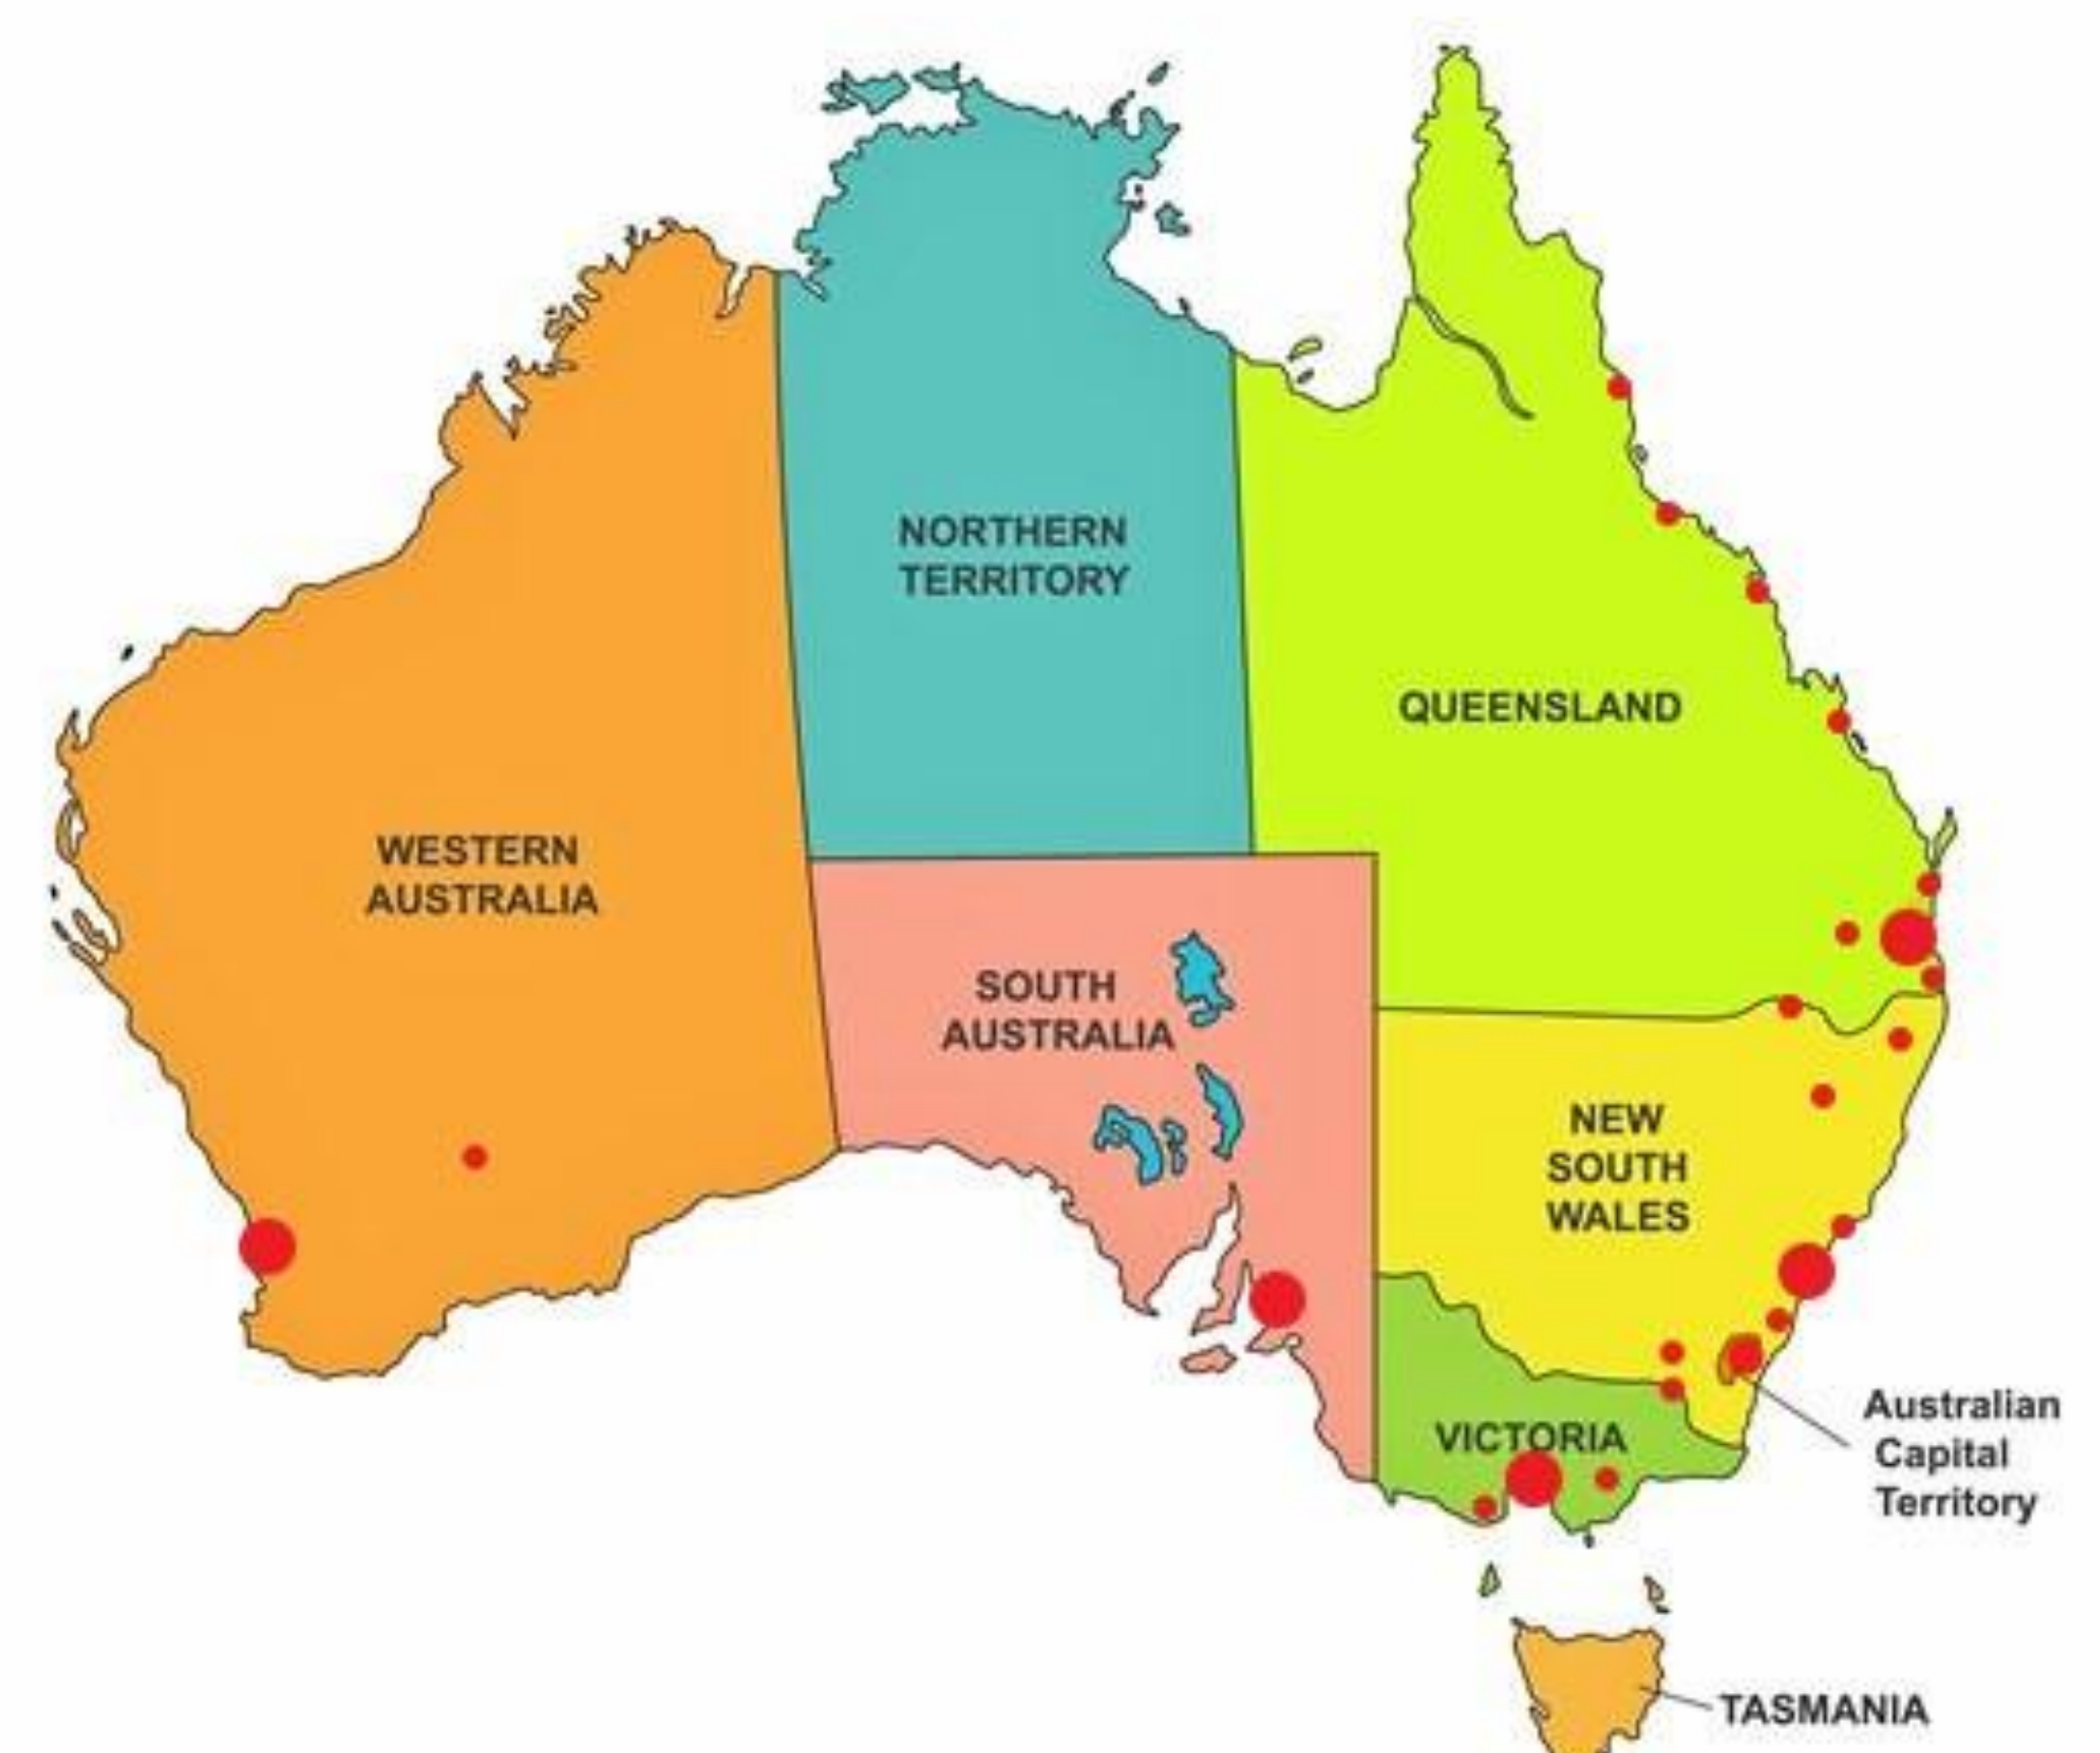 NORTHERN
TERRITORY
QUEENSLAND
WESTERN
AUSTRALIA
SOUTH
AUSTRALIA
NEW
SOUTH
WALES
VICTORIA
Australian
Capital
Territory
TASMANIA